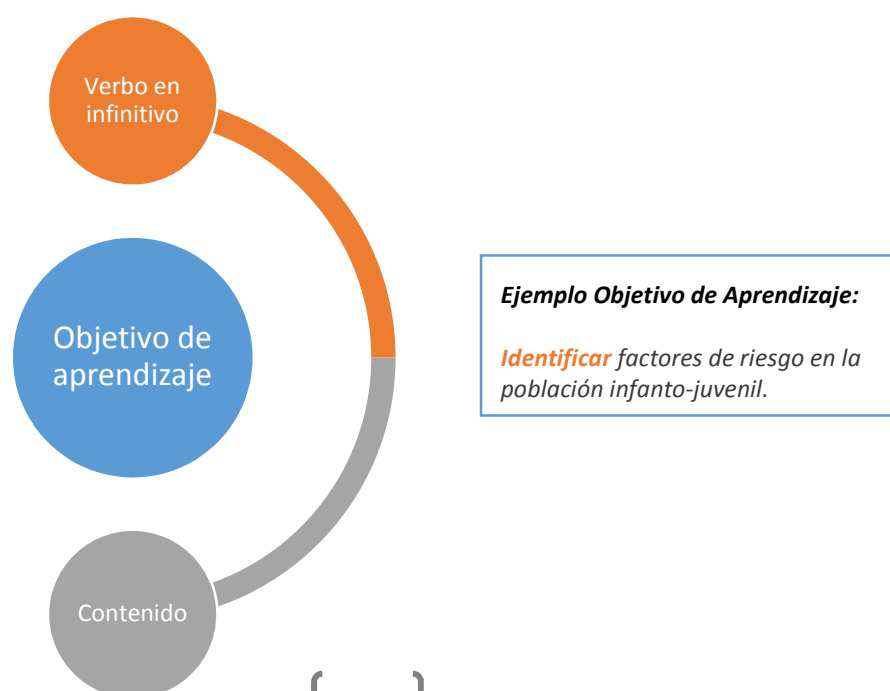 Verbo en
infinitivo
Objetivo de
aprendizaje
Ejemplo Objetivo de Aprendizaje:
Identificar factores de riesgo en la
población infanto-juvenil.
Contenido